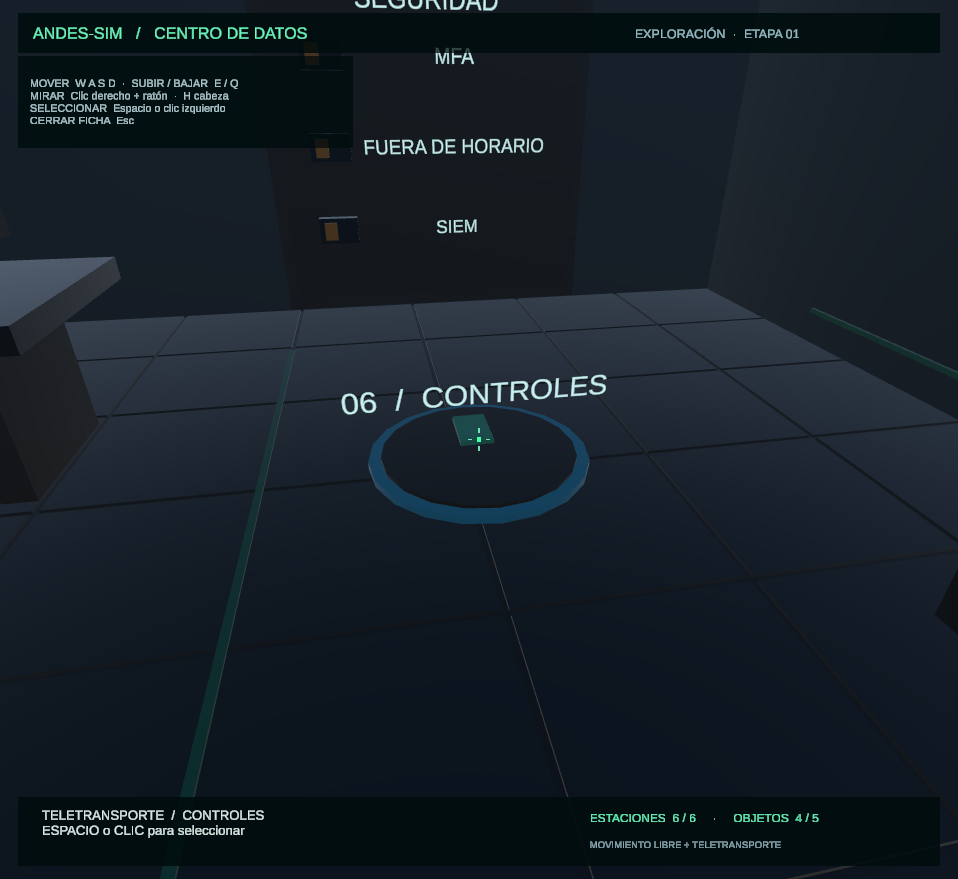 SEGURIDAD
ANDES-SIM / CENTRO DE DATOS
EXPLORACIÓN · ETAPA 01
MFA
MOVER W A S D · SUBIR / BAJAR E / Q
MIRAR Clic derecho + ratón · H cabeza
SELECCIONAR Espacio o clic izquierdo
CERRAR FICHA Esc
FUERA DE HORARIO
SIEM
06 / CONTROLES
TELETRANSPORTE / CONTROLES
ESPACIO o CLIC para seleccionar
ESTACIONES 6 / 6 · OBJETOS 4 / 5
MOVIMIENTO LIBRE + TELETRANSPORTE